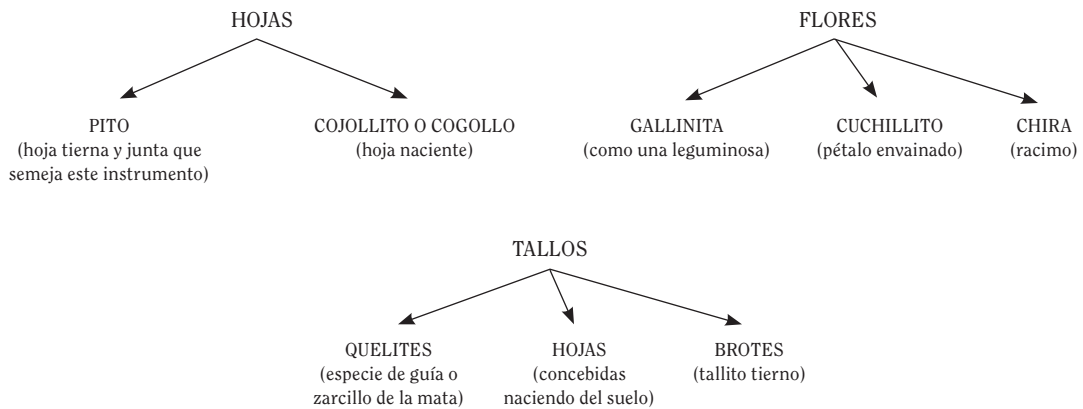 HOJAS
PITO
(hoja tierna y junta que
semeja este instrumento)
COJOLLITO O COGOLLO
(hoja naciente)
FLORES
GALLINITA
(como una leguminosa)
CUCHILLITO
(pétalo envainado)
CHIRA
(racimo)
TALLOS
QUELITES
(especie de guía o
zarcillo de la mata)
HOJAS
(concebidas
naciendo del suelo)
BROTES
(tallito tierno)